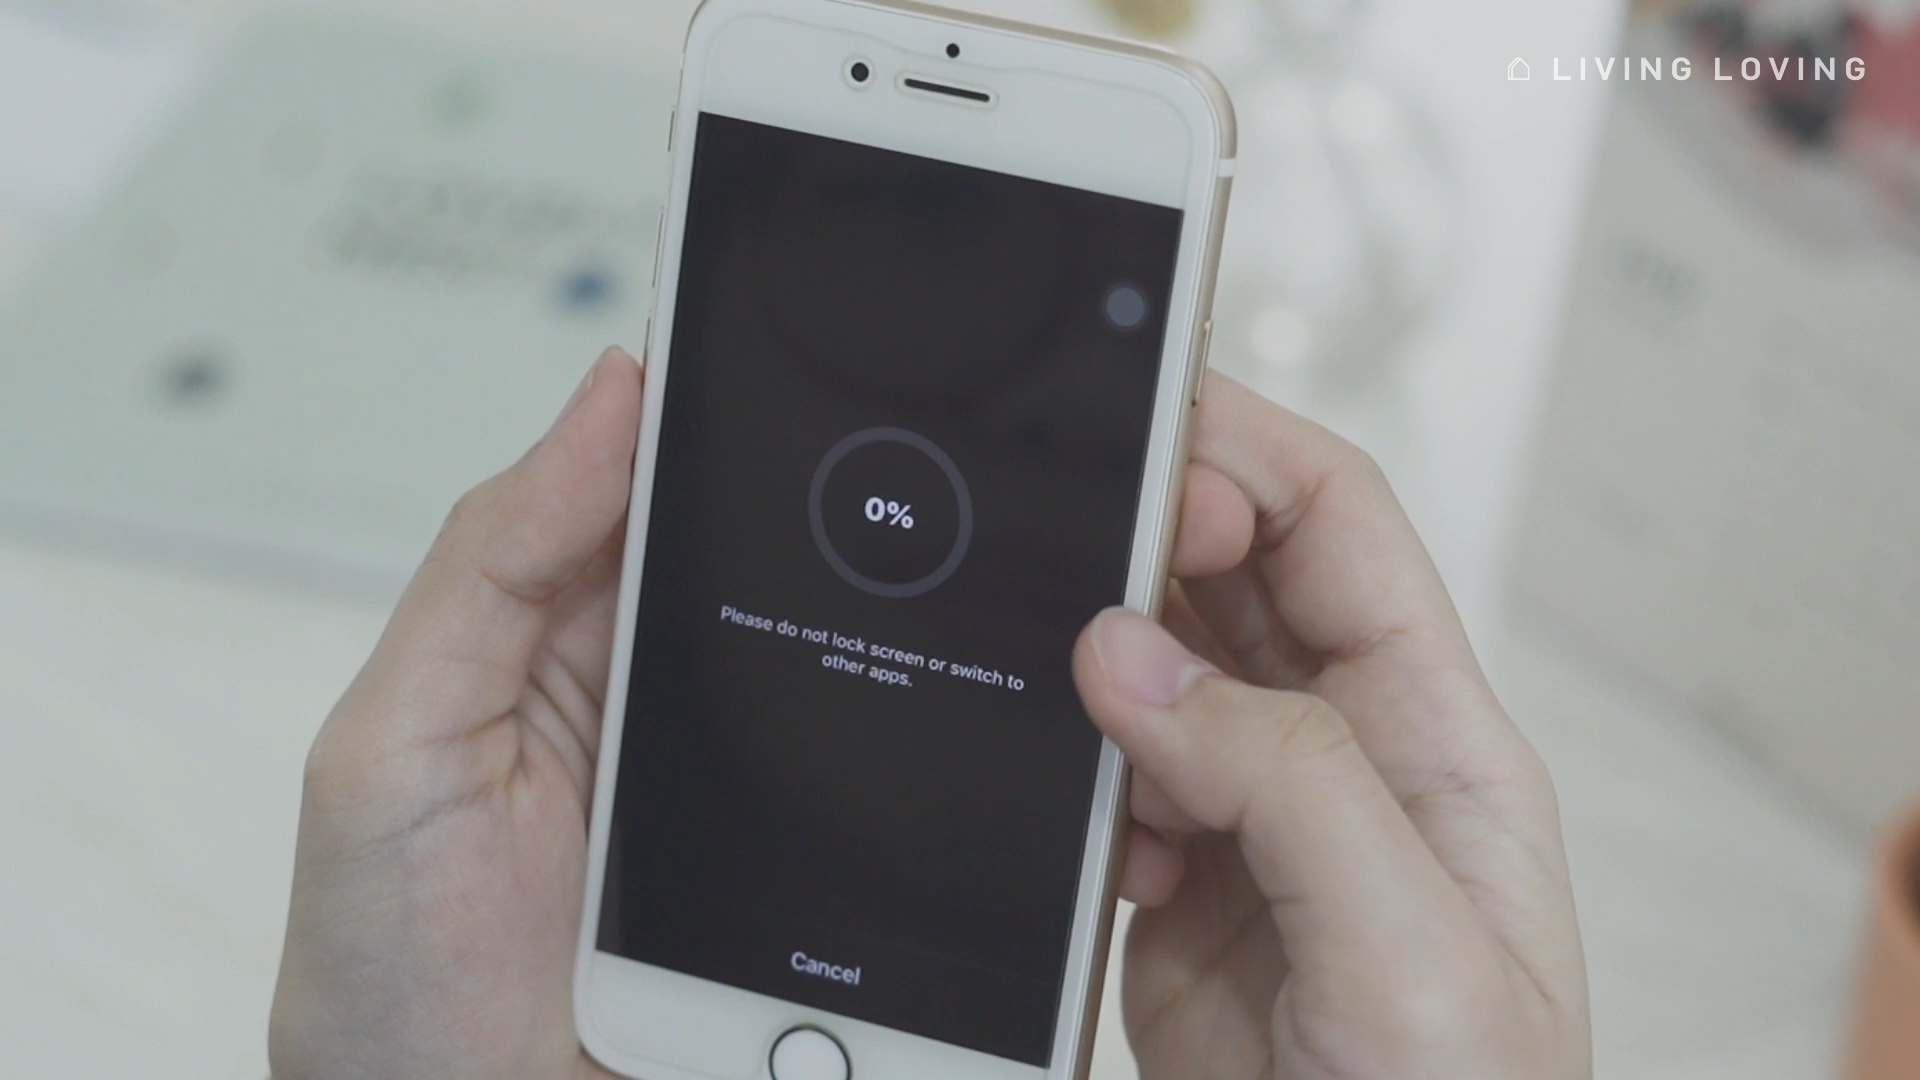 LIVING LOVING
0%
Please do not lock screen or switch to
other apps.
Cancel